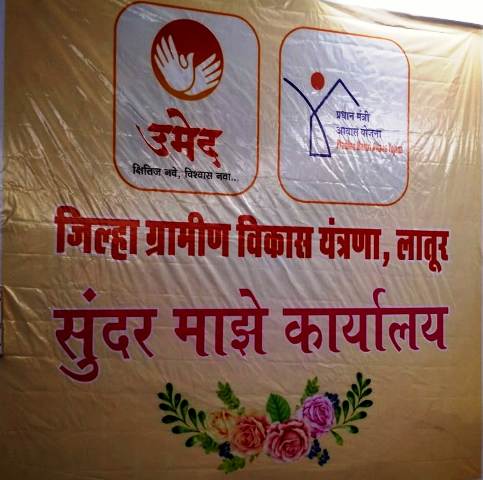 उमेद
क्षितिज नवे, विश्वास नवा...
प्रधान मंत्री
आवास योजना
जिल्हा ग्रामीण विकास यंत्रणा, लातूर
सुंदर माझे कार्यालय